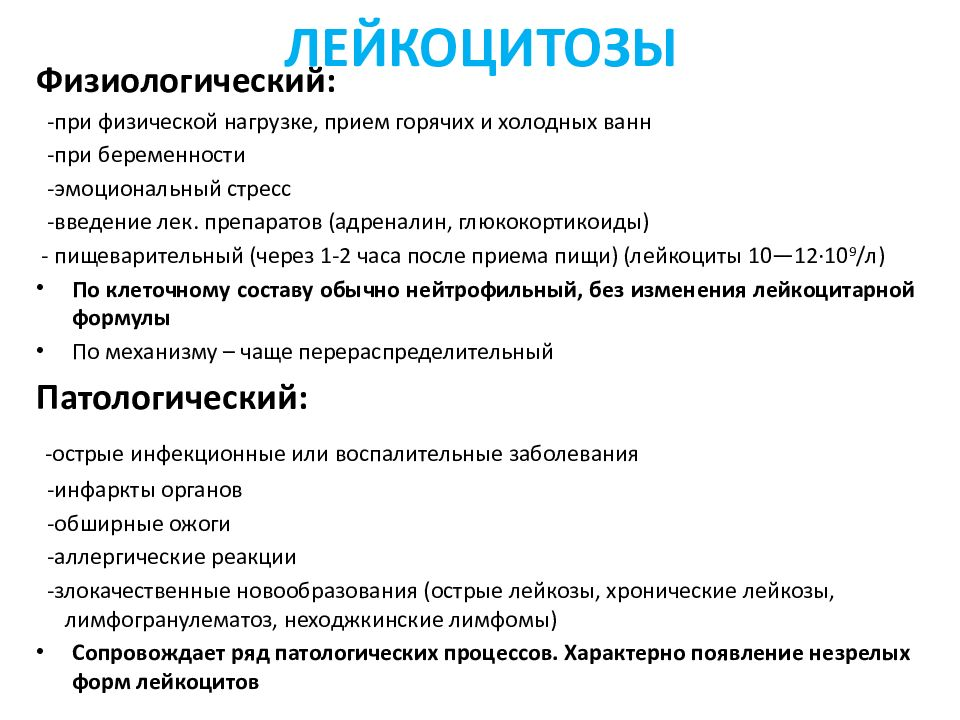 ЛЕЙКОЦИТОЗЫ
Физиологический:
-при физической нагрузке, прием горячих и холодных ванн
-при беременности
-эмоциональный стресс
-введение лек. препаратов (адреналин, глюкокортикоиды)
- пищеварительный (через 1-2 часа после приема пищи) (лейкоциты 10—12·10⁹/л)
• По клеточному составу обычно нейтрофильный, без изменения лейкоцитарной
формулы
• По механизму – чаще перераспределительный
Патологический:
-острые инфекционные или воспалительные заболевания
-инфаркты органов
-обширные ожоги
-аллергические реакции
-злокачественные новообразования (острые лейкозы, хронические лейкозы,
лимфогранулематоз, неходжкинские лимфомы)
• Сопровождает ряд патологических процессов. Характерно появление незрелых
форм лейкоцитов